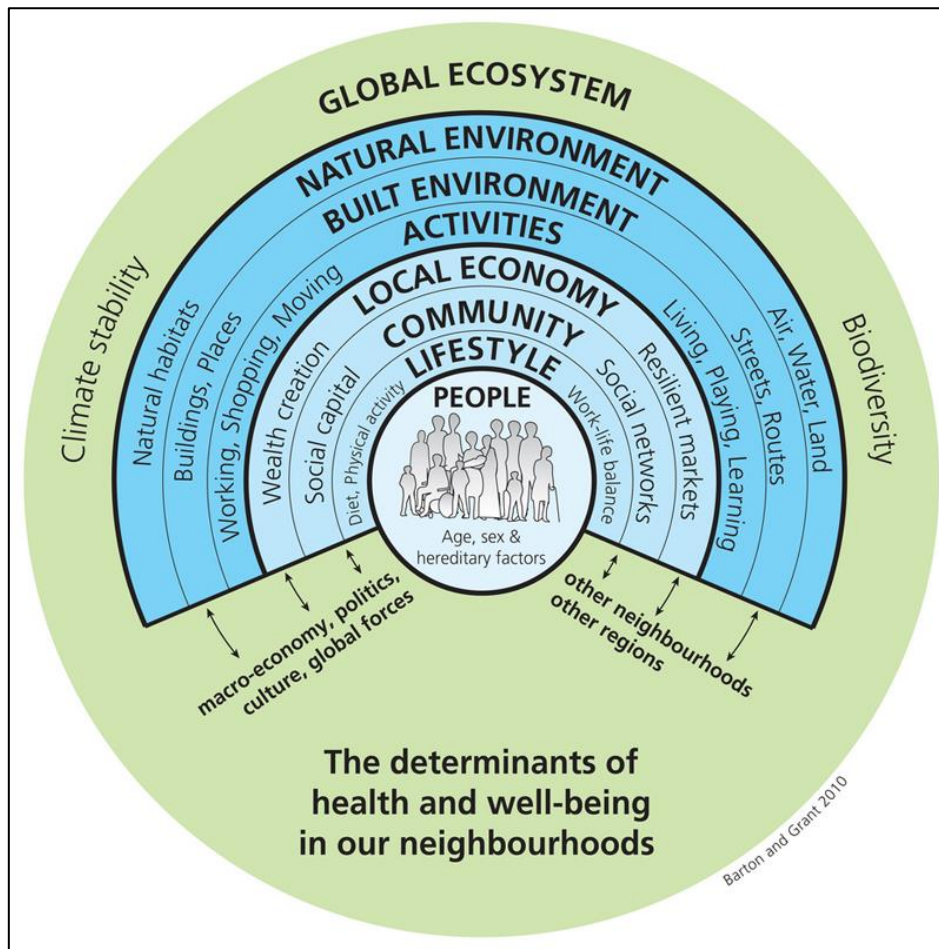 GLOBAL ECOSYSTEM
NATURAL ENVIRONMENT
BUILT ENVIRONMENT
ACTIVITIES
LOCAL ECONOMY
COMMUNITY
LIFESTYLE
PEOPLE
Age, sex &
hereditary factors
Climate stability
Natural habitats
Buildings, Places
Working, Shopping, Moving
Wealth creation
Social capital
Diet, Physical activity
Work-life balance
Social networks
Resilient markets
Living, Playing, Learning
Streets, Routes
Air, Water, Land
Biodiversity
macro-economy, politics,
culture, global forces
other neighbourhoods
other regions
The determinants of
health and well-being
in our neighbourhoods
Barton and Grant 2010